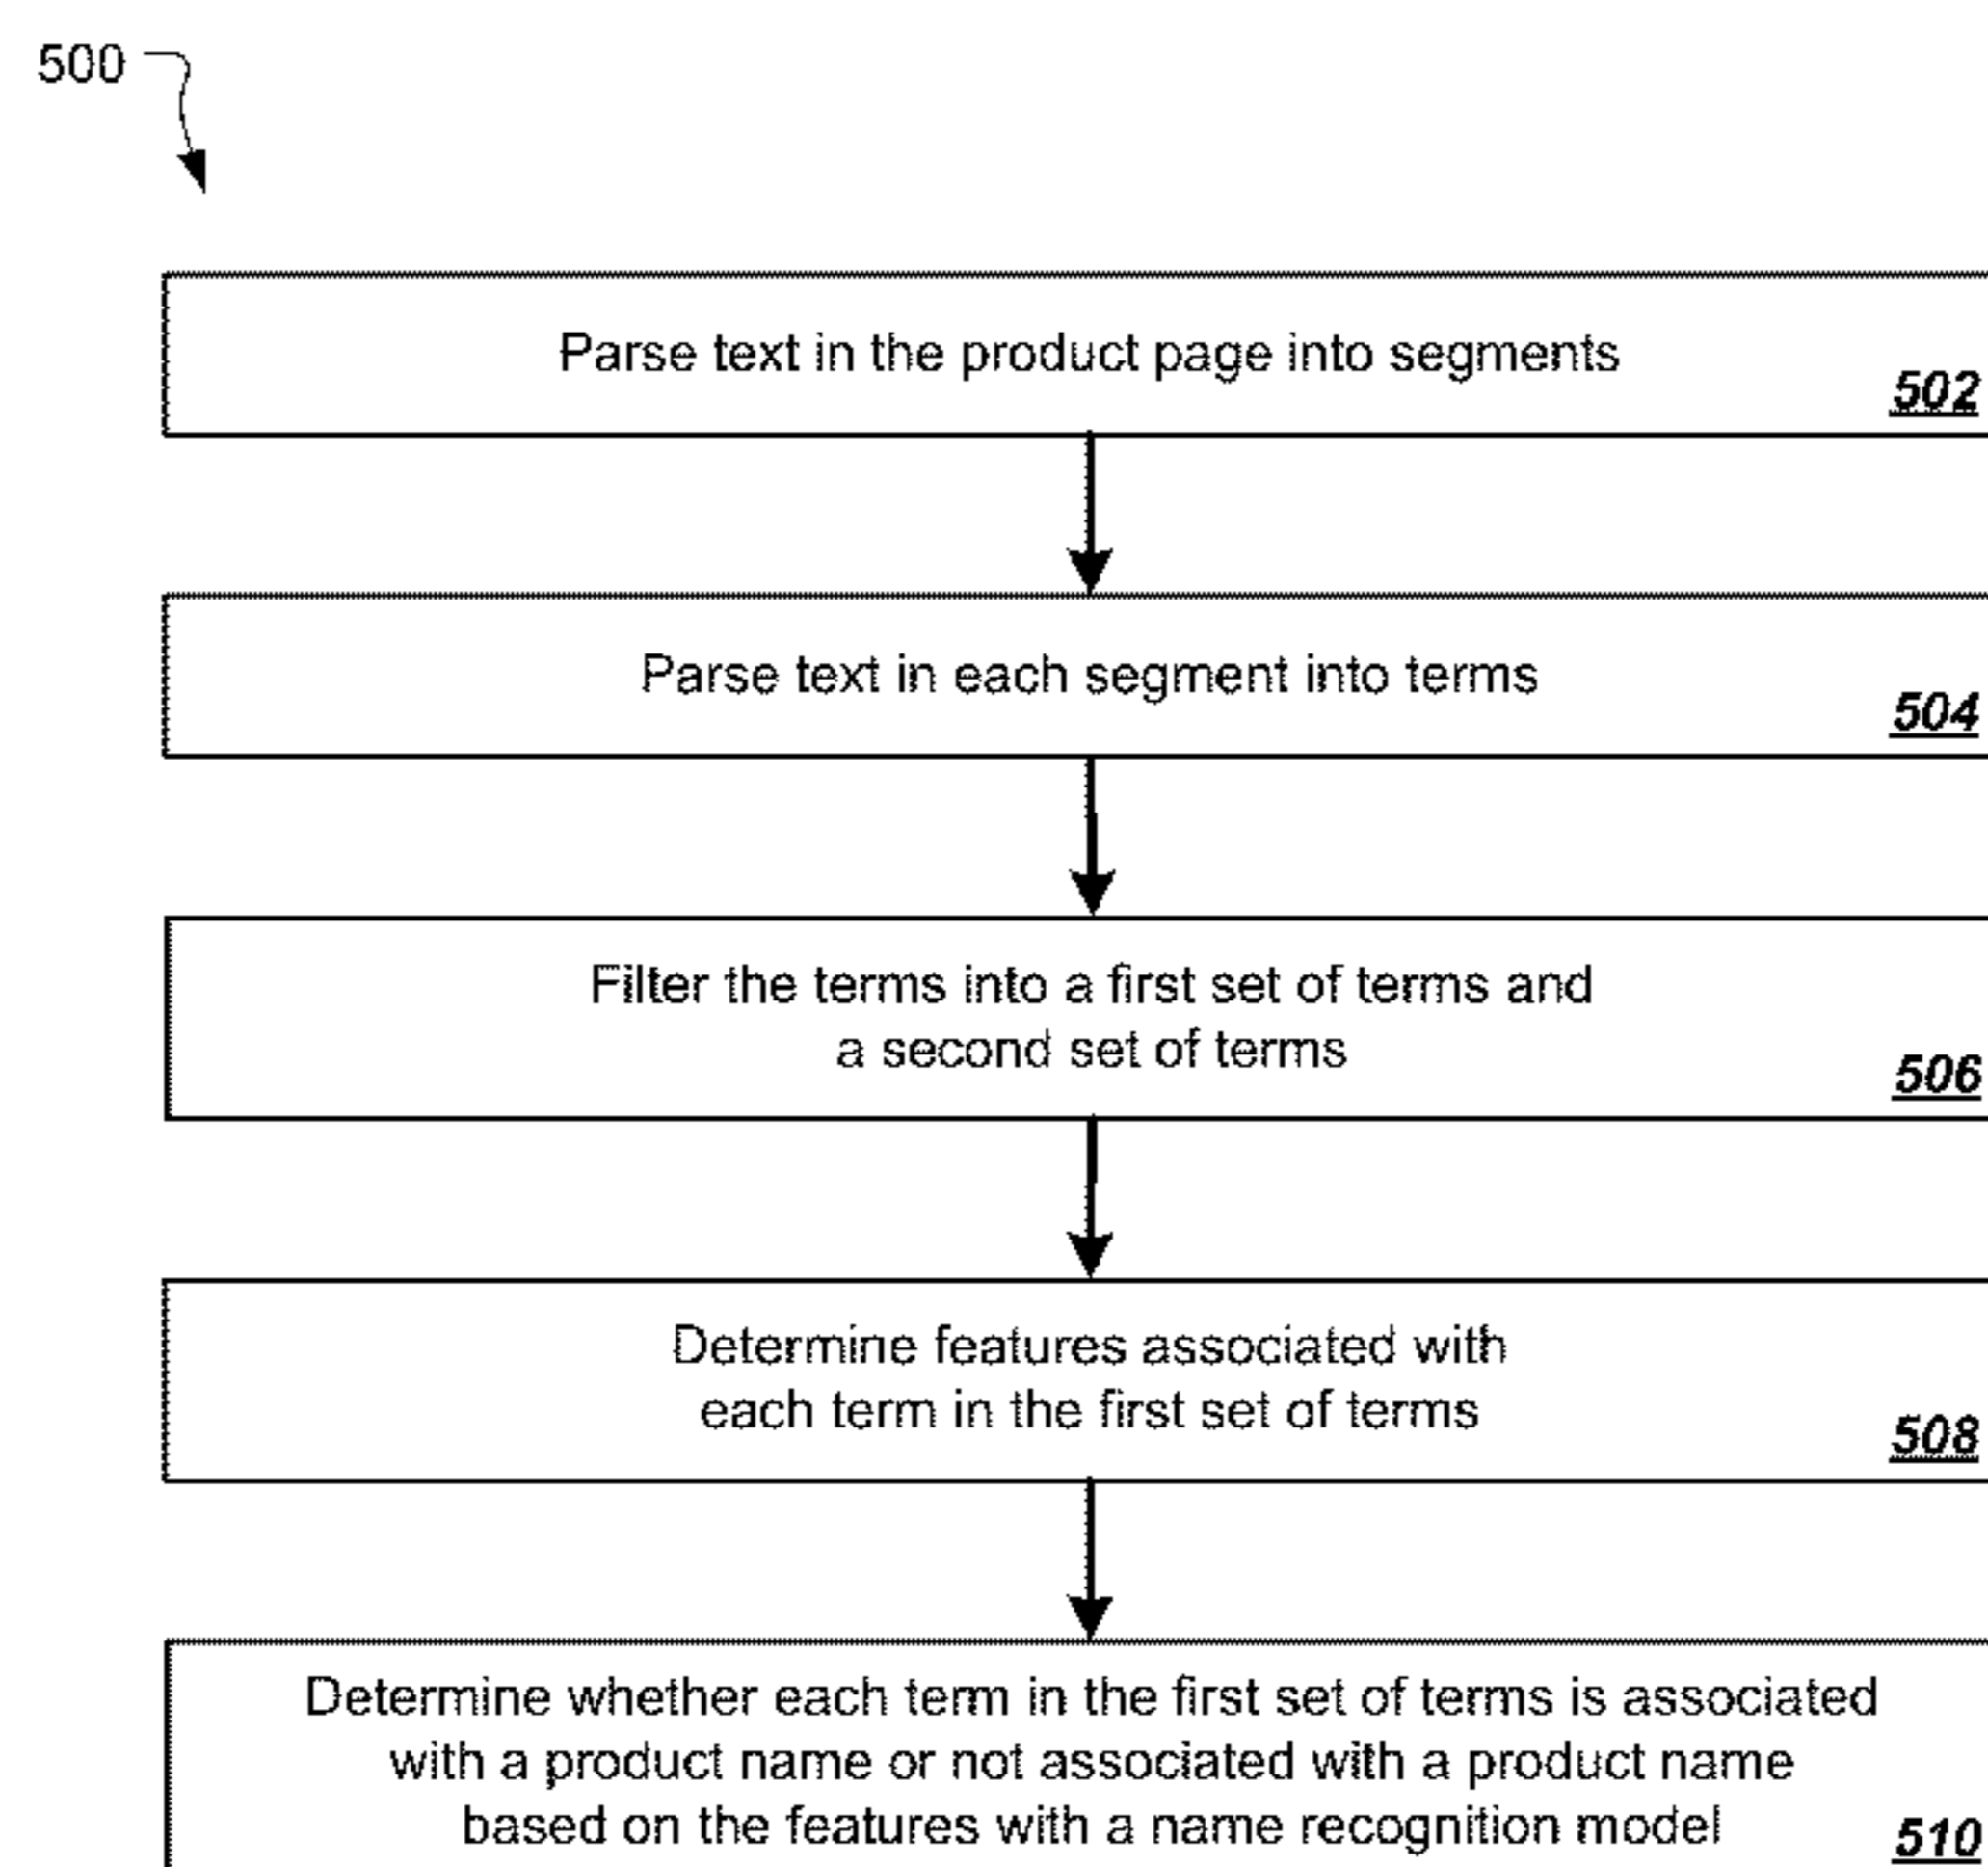 500
Parse text in the product page into segments
502
Parse text in each segment into terms
504
Filter the terms into a first set of terms and
a second set of terms
506
Determine features associated with
each term in the first set of terms
508
Determine whether each term in the first set of terms is associated
with a product name or not associated with a product name
based on the features with a name recognition model
510